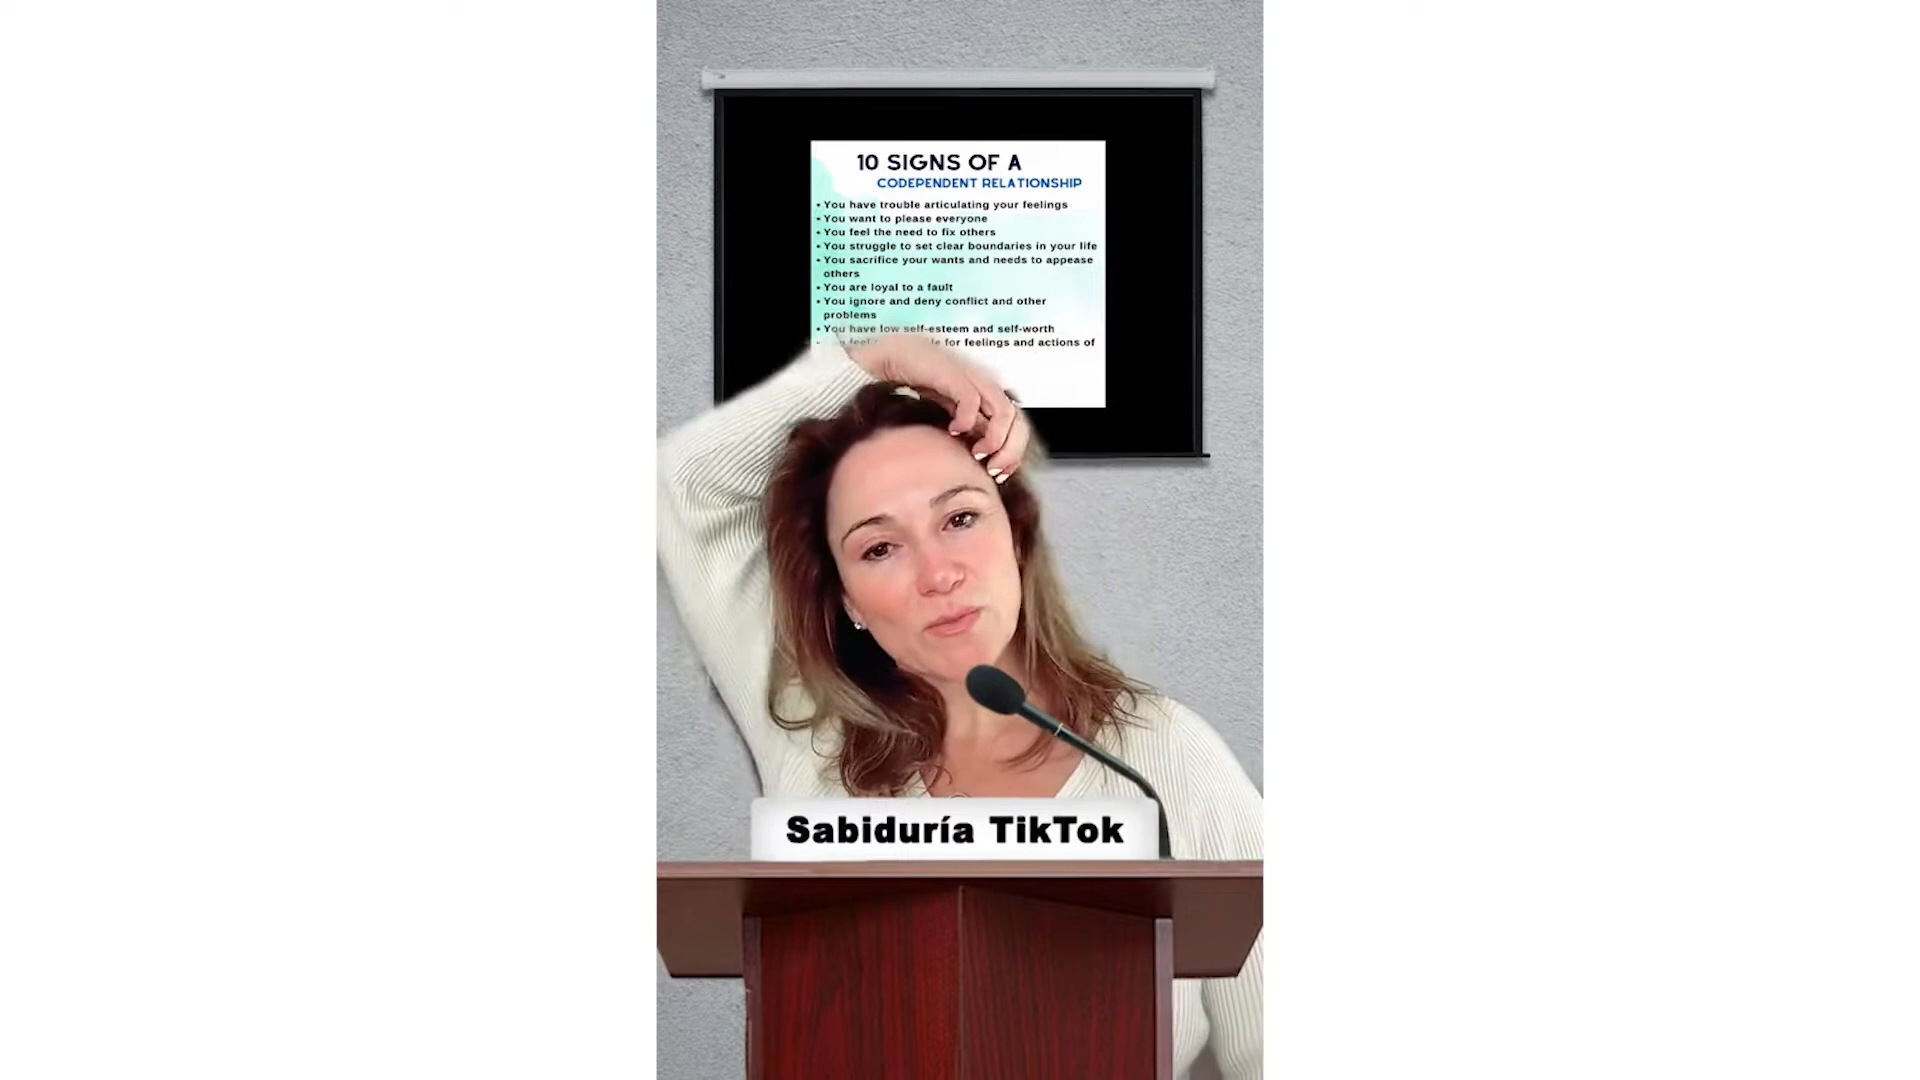 10 SIGNS OF A
CODEPENDENT RELATIONSHIP
• You have trouble articulating your feelings
• You want to please everyone
• You feel the need to fix others
• You struggle to set clear boundaries in your life
• You sacrifice your wants and needs to appease
others
• You are loyal to a fault
• You ignore and deny conflict and other
problems
• You have low self-esteem and self-worth
feel for feelings and actions of
Sabiduría TikTok